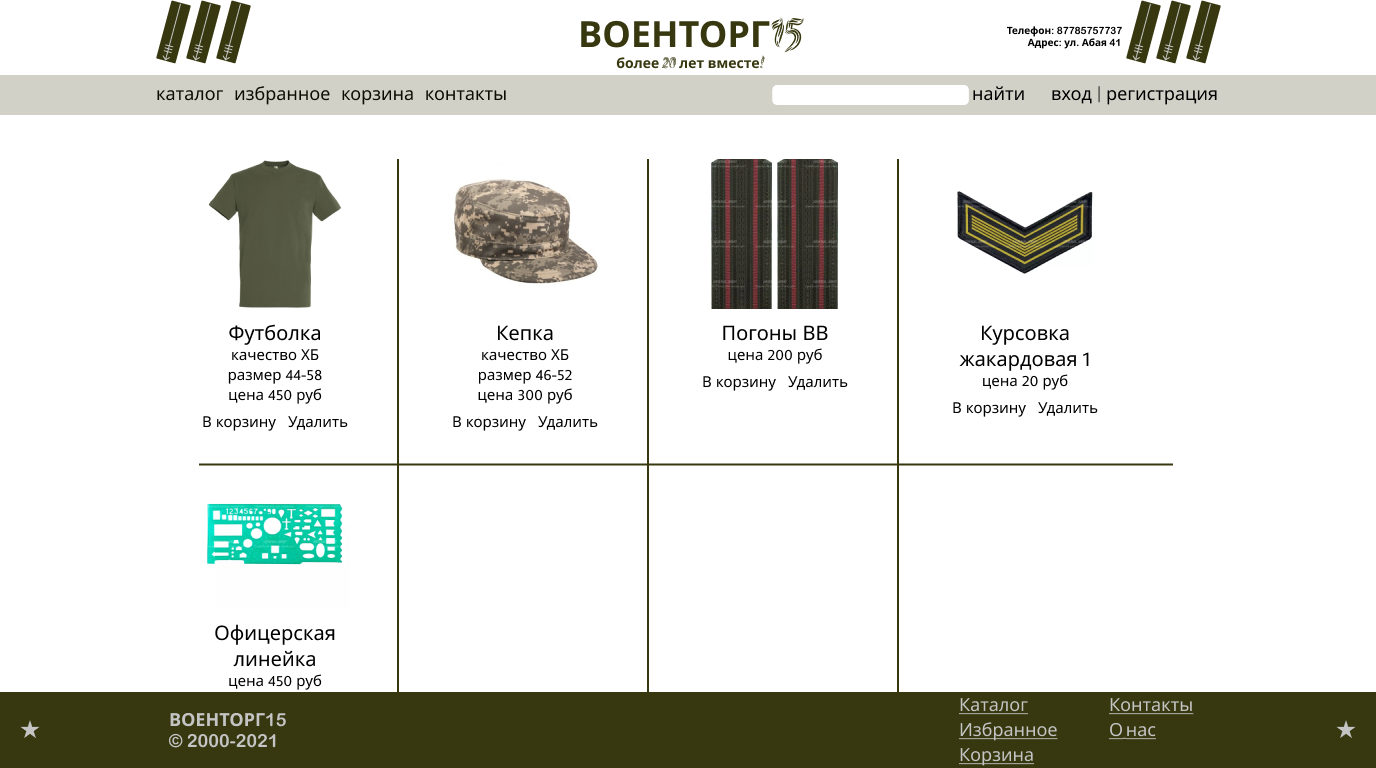 ВОЕНТОРГ15
более 20 лет вместе!
Телефон: 87785757737
Адрес: ул. Абая 41
каталог избранное корзина контакты
найти вход | регистрация
Футболка
качество ХБ
размер 44-58
цена 450 руб
В корзину Удалить
Кепка
качество ХБ
размер 46-52
цена 300 руб
В корзину Удалить
Погоны ВВ
цена 200 руб
В корзину Удалить
Курсовка
жакардовая 1
цена 20 руб
В корзину Удалить
Офицерская
линейка
цена 450 руб
ВОЕНТОРГ15
© 2000-2021
Каталог
Избранное
Корзина
Контакты
О нас